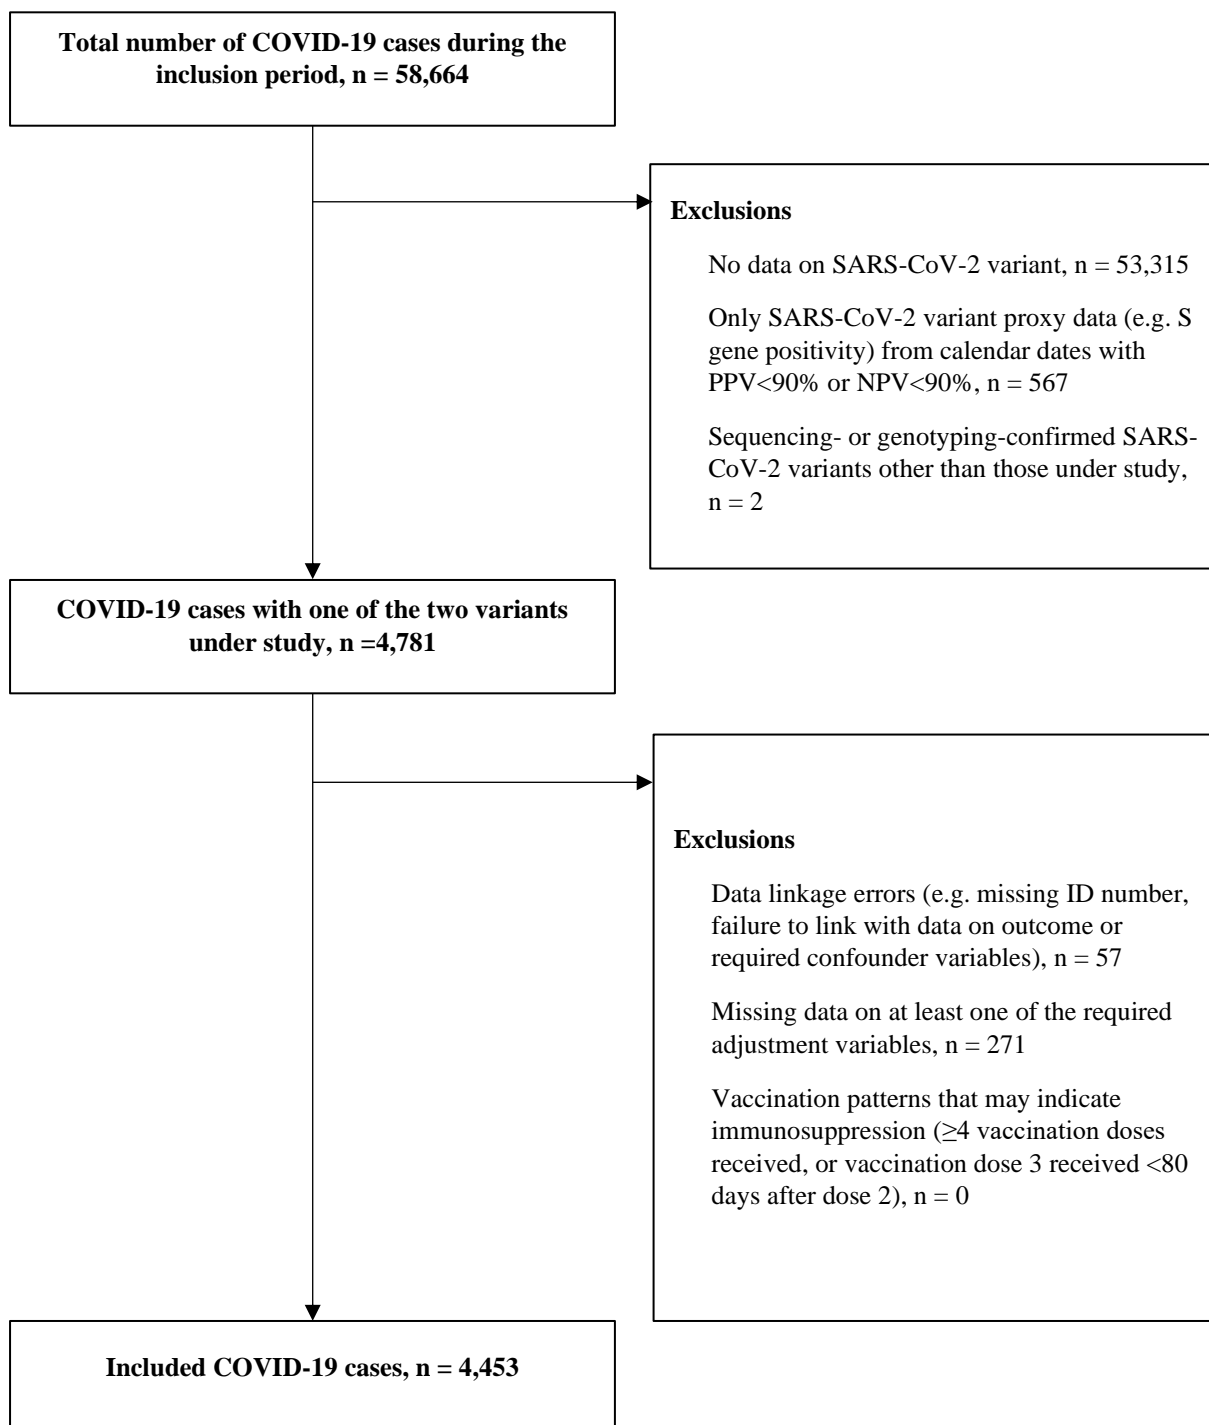 Total number of COVID-19 cases during the
inclusion period, n = 58,664
Exclusions
No data on SARS-CoV-2 variant, n = 53,315
Only SARS-CoV-2 variant proxy data (e.g. S
gene positivity) from calendar dates with
PPV<90% or NPV<90%, n = 567
Sequencing- or genotyping-confirmed SARS-
CoV-2 variants other than those under study,
n = 2
COVID-19 cases with one of the two variants
under study, n =4,781
Exclusions
Data linkage errors (e.g. missing ID number,
failure to link with data on outcome or
required confounder variables), n = 57
Missing data on at least one of the required
adjustment variables, n = 271
Vaccination patterns that may indicate
immunosuppression (≥4 vaccination doses
received, or vaccination dose 3 received <80
days after dose 2), n = 0
Included COVID-19 cases, n = 4,453